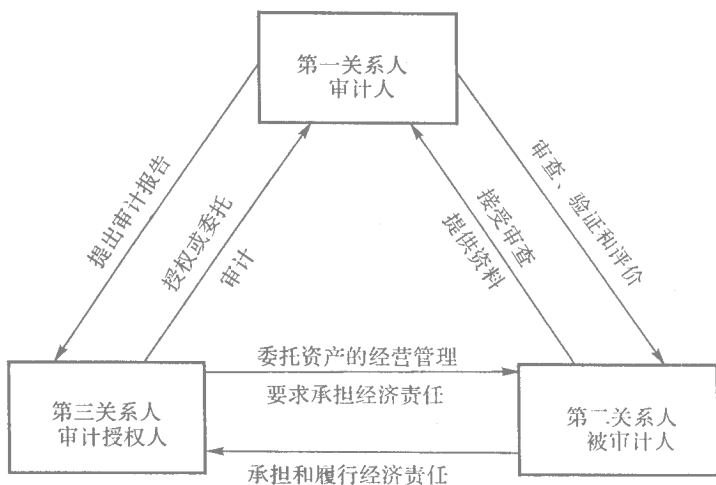 第一关系人
审计人
提出审计报告
授权或委托
审计
接受审查
提供资料
审查、验证和评价
第三关系人
审计授权人
委托资产的经营管理
要求承担经济责任
承担和履行经济责任
第二关系人
被审计人